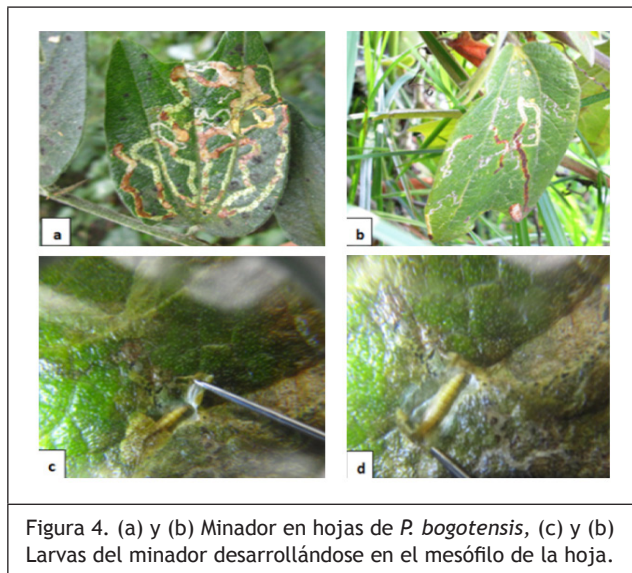 a
b
c
d
Figura 4. (a) y (b) Minador en hojas de P. bogotensis, (c) y (b)
Larvas del minador desarrollándose en el mesófilo de la hoja.